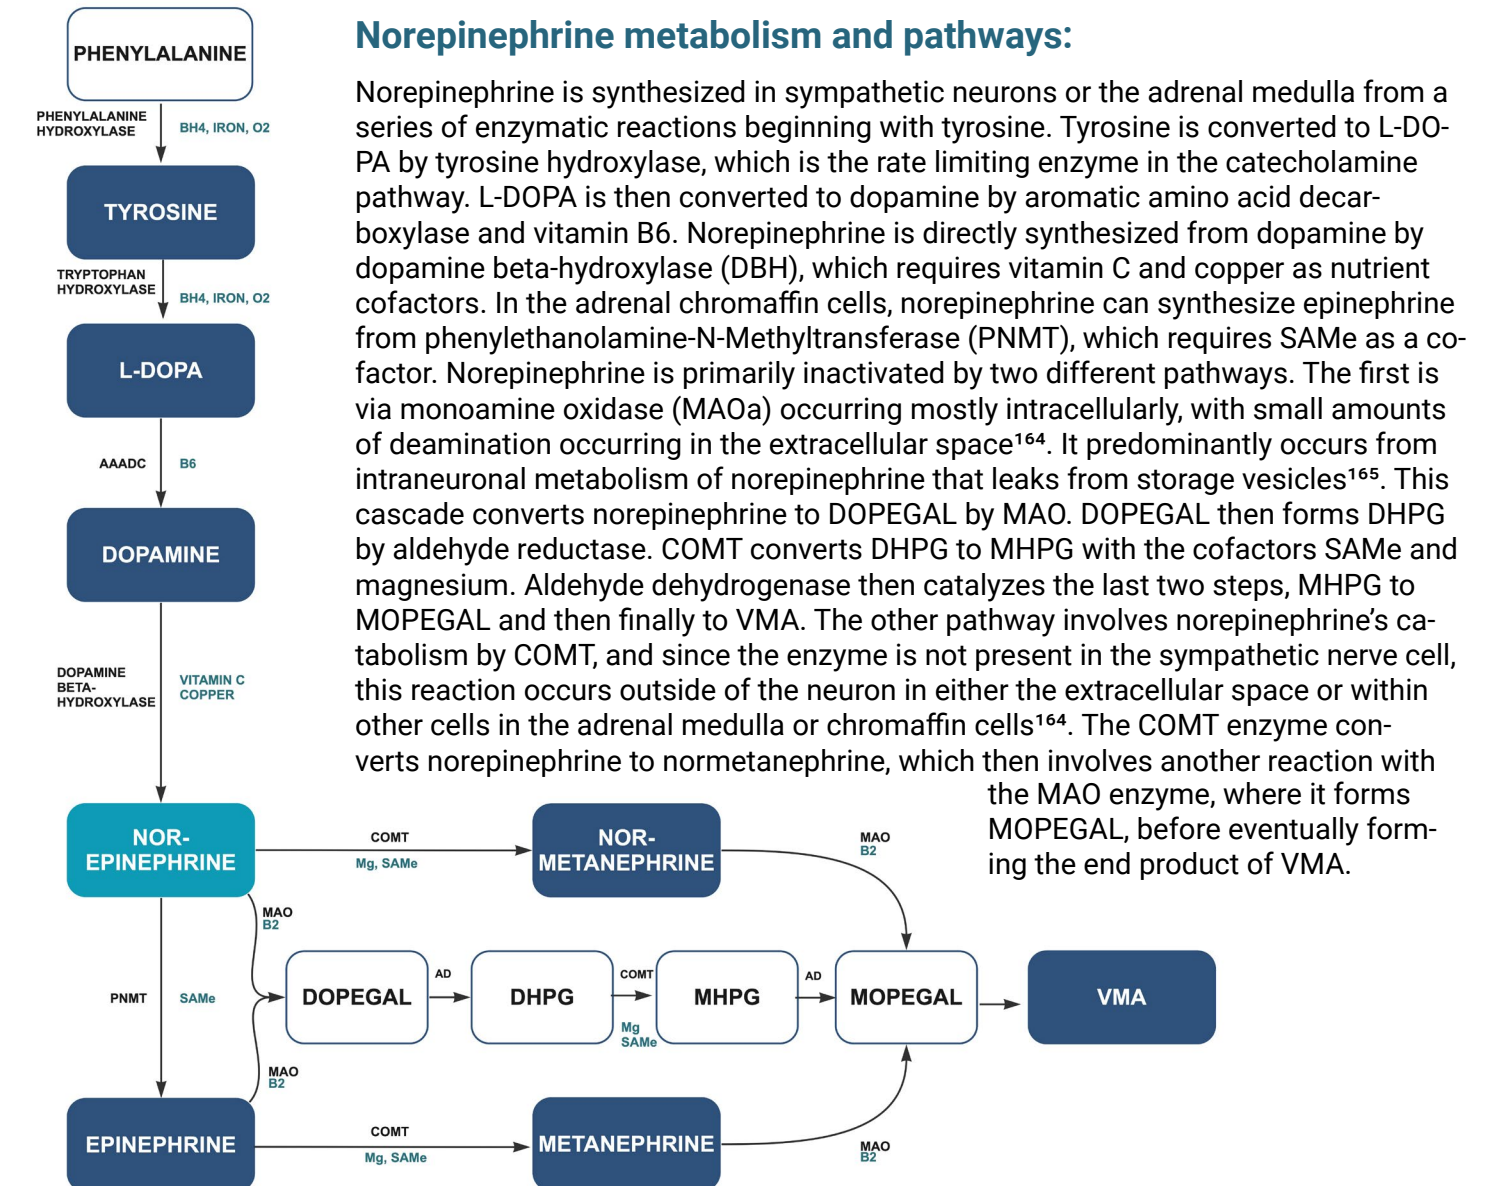 Norepinephrine metabolism and pathways:
Norepinephrine is synthesized in sympathetic neurons or the adrenal medulla from a
series of enzymatic reactions beginning with tyrosine. Tyrosine is converted to L-DO-
PA by tyrosine hydroxylase, which is the rate limiting enzyme in the catecholamine
pathway. L-DOPA is then converted to dopamine by aromatic amino acid decar-
boxylase and vitamin B6. Norepinephrine is directly synthesized from dopamine by
dopamine beta-hydroxylase (DBH), which requires vitamin C and copper as nutrient
cofactors. In the adrenal chromaffin cells, norepinephrine can synthesize epinephrine
from phenylethanolamine-N-Methyltransferase (PNMT), which requires SAMe as a co-
factor. Norepinephrine is primarily inactivated by two different pathways. The first is
via monoamine oxidase (MAOa) occurring mostly intracellularly, with small amounts
of deamination occurring in the extracellular space¹⁶⁴. It predominantly occurs from
intraneuronal metabolism of norepinephrine that leaks from storage vesicles¹⁶⁵. This
cascade converts norepinephrine to DOPEGAL by MAO. DOPEGAL then forms DHPG
by aldehyde reductase. COMT converts DHPG to MHPG with the cofactors SAMe and
magnesium. Aldehyde dehydrogenase then catalyzes the last two steps, MHPG to
MOPEGAL and then finally to VMA. The other pathway involves norepinephrine’s ca-
tabolism by COMT, and since the enzyme is not present in the sympathetic nerve cell,
this reaction occurs outside of the neuron in either the extracellular space or within
other cells in the adrenal medulla or chromaffin cells¹⁶⁴. The COMT enzyme con-
verts norepinephrine to normetanephrine, which then involves another reaction with
the MAO enzyme, where it forms
MOPEGAL, before eventually form-
ing the end product of VMA.
PHENYLALANINE
PHENYLALANINE
HYDROXYLASE
BH4, IRON, O2
TYROSINE
TRYPTOPHAN
HYDROXYLASE
BH4, IRON, O2
L-DOPA
AAADC
B6
DOPAMINE
DOPAMINE
BETA-
HYDROXYLASE
VITAMIN C
COPPER
NOR-
EPINEPHRINE
COMT
Mg, SAMe
NOR-
METANEPHRINE
MAO
B2
MAO
B2
PNMT
SAMe
DOPEGAL
AD
DHPG
COMT
Mg
SAMe
MHPG
AD
MOPEGAL
VMA
MAO
B2
EPINEPHRINE
COMT
Mg, SAMe
METANEPHRINE
MAO
B2